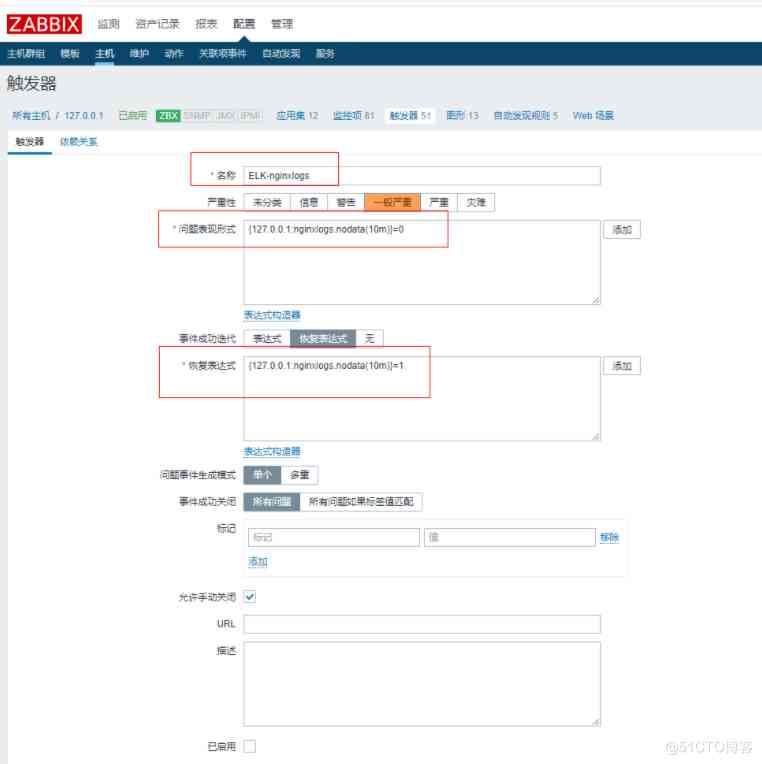 ZABBIX 监测 资产记录 报表 配置 管理
主机群组 模板 主机 维护 动作 关联项事件 自动发现 服务
触发器
所有主机 / 127.0.0.1 已启用 ZBX SNMP JMX IPMI 应用集 12 监控项 81 触发器 51 图形 13 自动发现规则 5 Web 场景
触发器 依赖关系
* 名称 ELK-nginxlogs
严重性 未分类 信息 警告 一般严重 严重 灾难
* 问题表现形式 {127.0.0.1:nginxlogs.nodata(10m)}=0 添加
表达式构造器
事件成功迭代 表达式 恢复表达式 无
* 恢复表达式 {127.0.0.1:nginxlogs.nodata(10m)}=1 添加
表达式构造器
问题事件生成模式 单个 多重
事件成功关闭 所有问题 所有问题如果标签值匹配
标记 标记 值 移除
添加
允许手动关闭
URL
描述
已启用
@51CTO博客